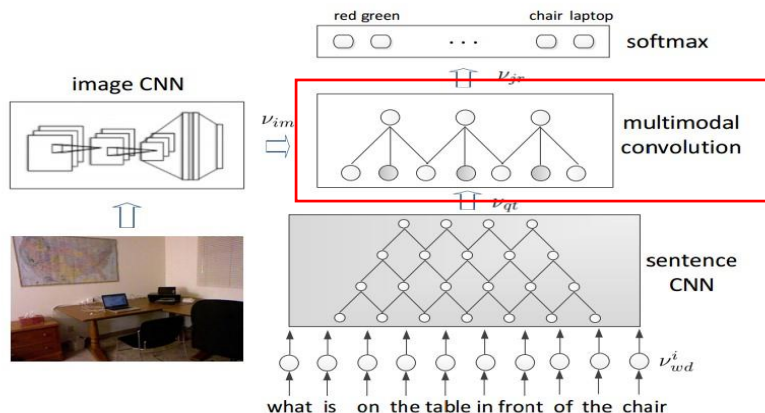 red green chair laptop
. . .
softmax
ν_jr
image CNN
ν_im
multimodal
convolution
ν_qt
sentence
CNN
ν^i_wd
what is on the table in front of the chair